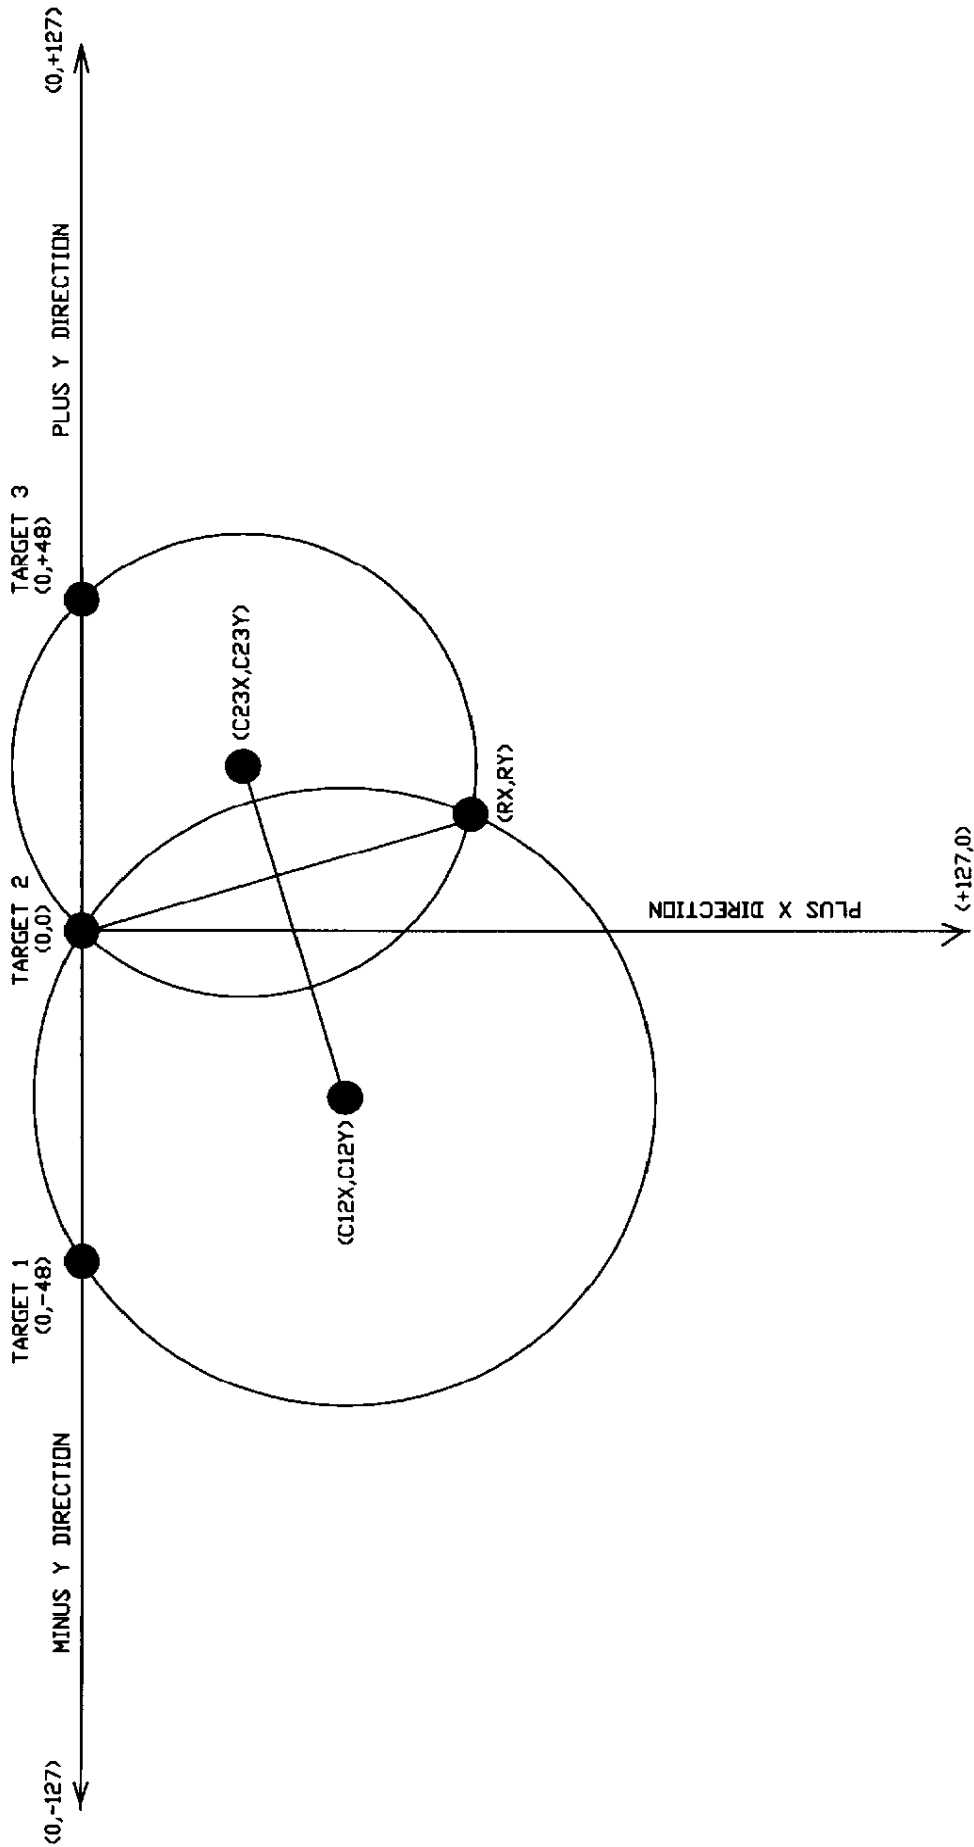 TARGET 1
(0,-48)
TARGET 2
(0,0)
TARGET 3
(0,+48)
(0,-127)
MINUS Y DIRECTION
PLUS Y DIRECTION
(0,+127)
(C23X,C23Y)
(C12X,C12Y)
(RX,RY)
PLUS X DIRECTION
(+127,0)